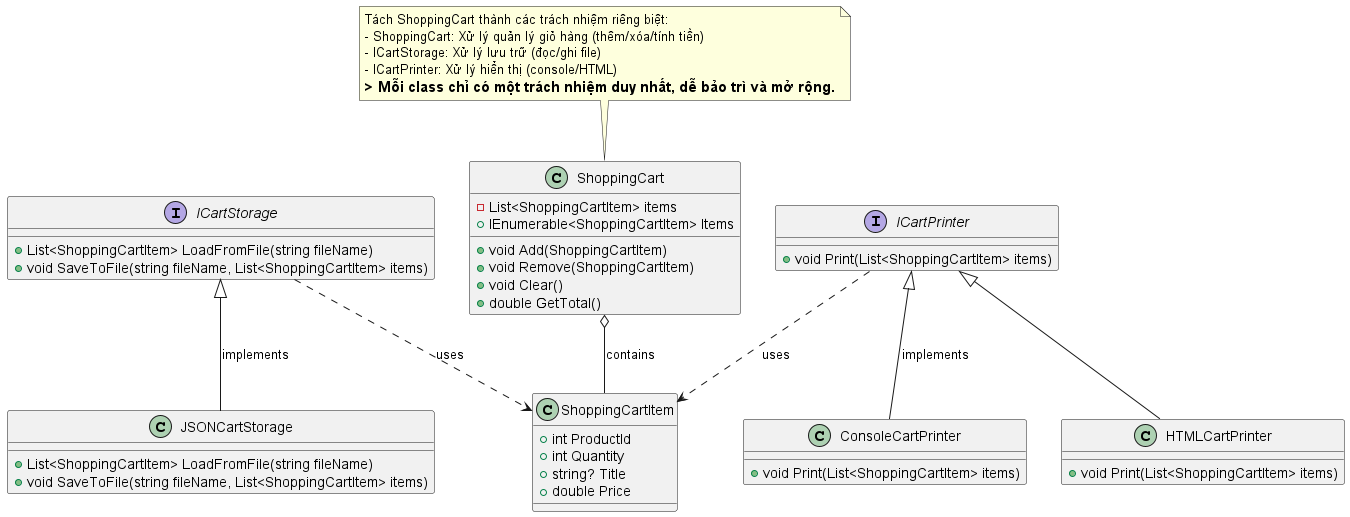 Tách ShoppingCart thành các trách nhiệm riêng biệt:
- ShoppingCart: Xử lý quản lý giỏ hàng (thêm/xóa/tính tiền)
- ICartStorage: Xử lý lưu trữ (đọc/ghi file)
- ICartPrinter: Xử lý hiển thị (console/HTML)
> Mỗi class chỉ có một trách nhiệm duy nhất, dễ bảo trì và mở rộng.
C ShoppingCart
List<ShoppingCartItem> items
IEnumerable<ShoppingCartItem> Items
void Add(ShoppingCartItem)
void Remove(ShoppingCartItem)
void Clear()
double GetTotal()
I ICartStorage
List<ShoppingCartItem> LoadFromFile(string fileName)
void SaveToFile(string fileName, List<ShoppingCartItem> items)
I ICartPrinter
void Print(List<ShoppingCartItem> items)
implements
uses
contains
uses
implements
C JSONCartStorage
List<ShoppingCartItem> LoadFromFile(string fileName)
void SaveToFile(string fileName, List<ShoppingCartItem> items)
C ShoppingCartItem
int ProductId
int Quantity
string? Title
double Price
C ConsoleCartPrinter
void Print(List<ShoppingCartItem> items)
C HTMLCartPrinter
void Print(List<ShoppingCartItem> items)